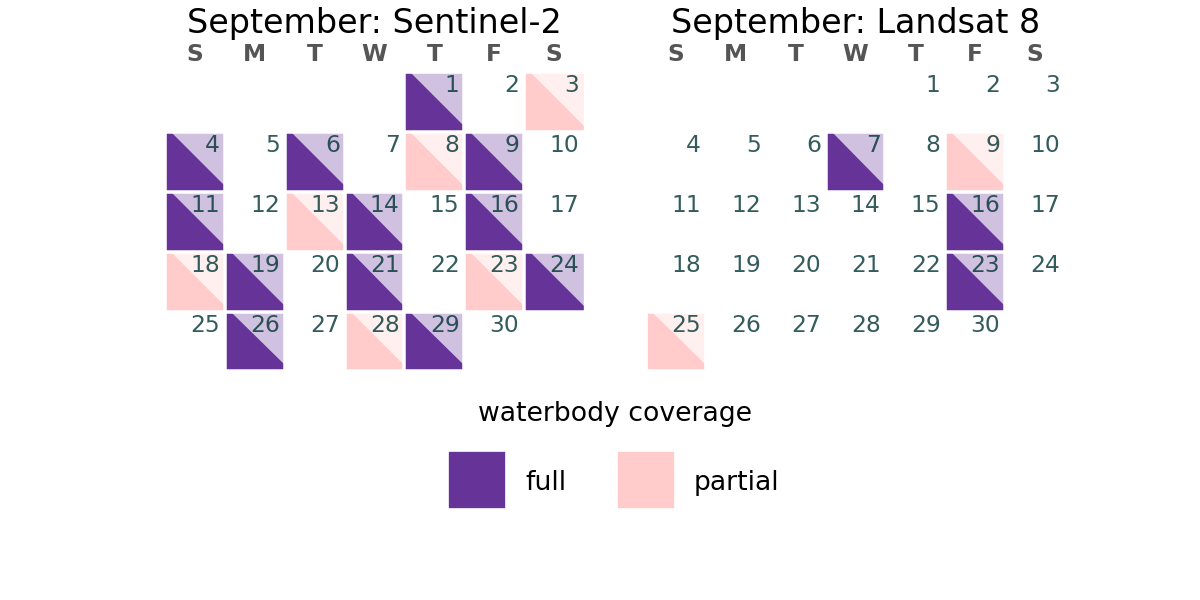 September: Sentinel-2
S M T W T F S
1 2 3
4 5 6 7 8 9 10
11 12 13 14 15 16 17
18 19 20 21 22 23 24
25 26 27 28 29 30
September: Landsat 8
S M T W T F S
1 2 3
4 5 6 7 8 9 10
11 12 13 14 15 16 17
18 19 20 21 22 23 24
25 26 27 28 29 30
waterbody coverage
full partial